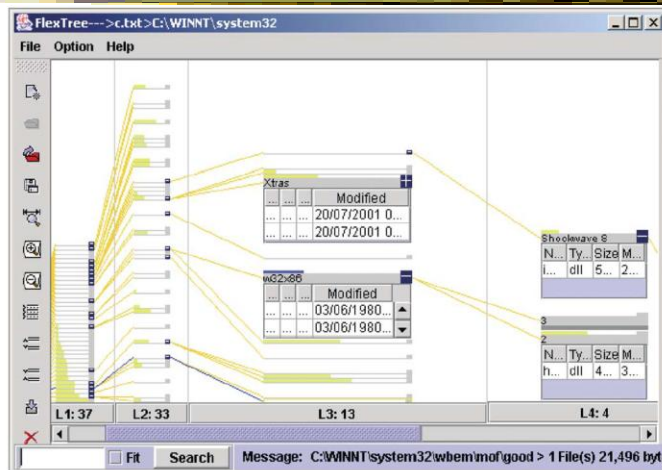 FlexTree--->c.txt>C:\WINNT\system32
File Option Help
Xtras
... ... ... Modified
... ... ... 20/07/2001 0...
... ... ... 20/07/2001 0...
Shockwave 8
N... Ty... Size M...
i... dll 5... 2...
w32x86
... ... ... Modified
... ... ... 03/06/1980...
... ... ... 03/06/1980...
3
2
N... Ty... Size M...
h... dll 4... 3...
L1: 37 L2: 33 L3: 13 L4: 4
Fit Search Message: C:\WINNT\system32\wbem\mof\good > 1 File(s) 21,496 byt